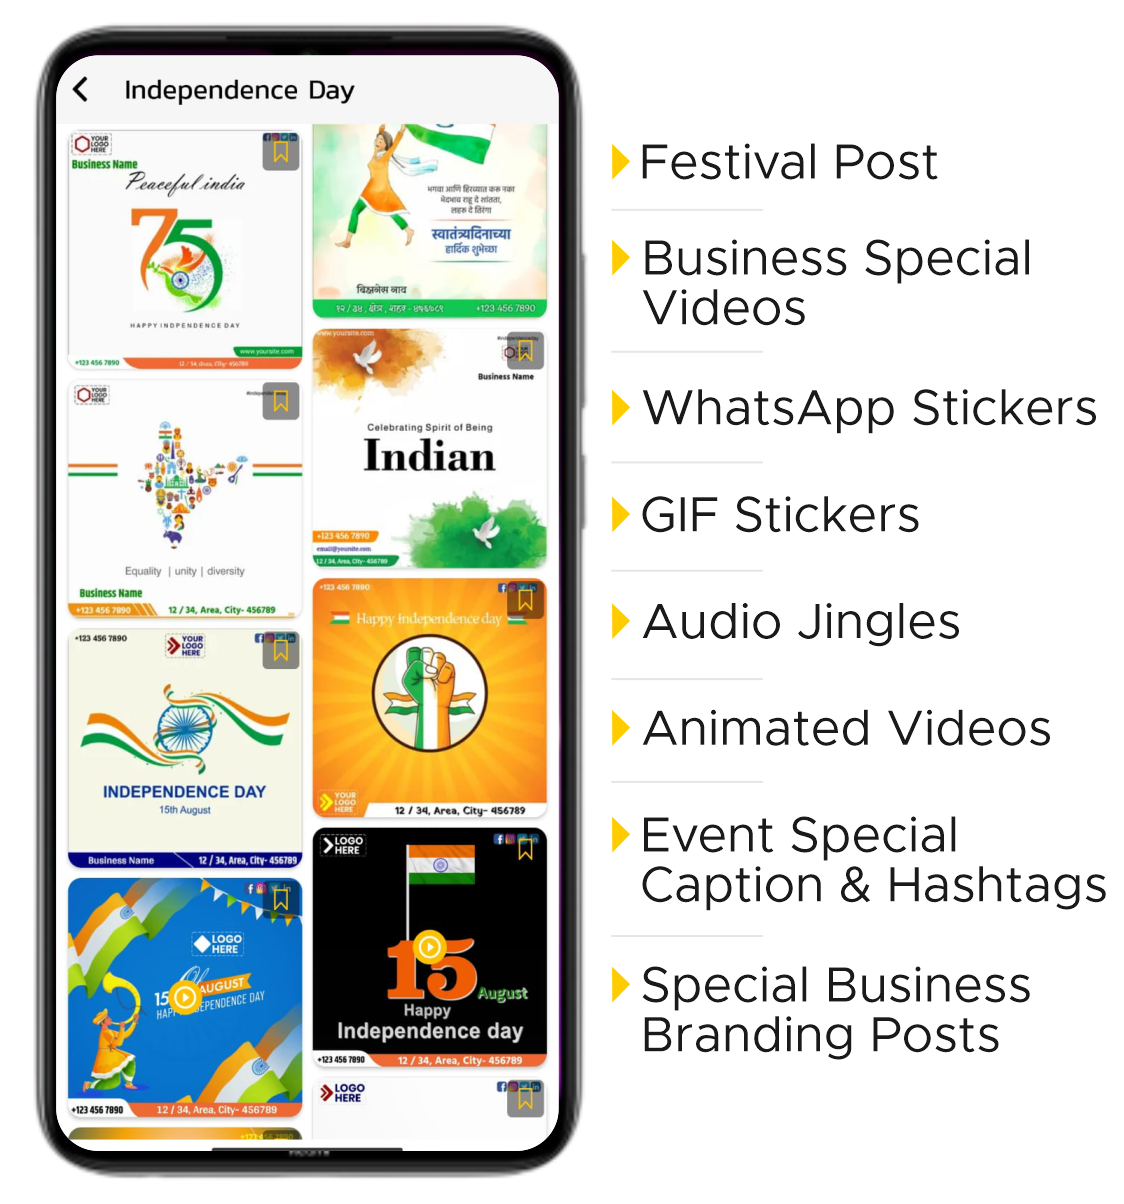 Independence Day
YOUR
LOGO
HERE
Business Name
Peaceful india
75
HAPPY INDPENDENCE DAY
www.yoursite.com
+123 456 7890
12 / 34, Area, City- 456789
भगवा आणि हिरव्यात करू नका
भेदभाव राहू दे शांतता,
लहरू दे तिरंगा
स्वातंत्र्यदिनाच्या
हार्दिक शुभेच्छा
बिझनेस नाव
१२ / ३४ , क्षेत्र , शहर - ४५६७८९
+123 456 7890
YOUR
LOGO
HERE
Equality | unity | diversity
Business Name
+123 456 7890
12 / 34, Area, City- 456789
www.yoursite.com
Business Name
Celebrating Spirit of Being
Indian
+123 456 7890
email@yoursite.com
12 / 34, Area, City- 456789
+123 456 7890
YOUR
LOGO
HERE
INDEPENDENCE DAY
15th August
Business Name
12 / 34, Area, City- 456789
+123 456 7890
Happy independence day
YOUR
LOGO
HERE
12 / 34, Area, City- 456789
LOGO
HERE
15 AUGUST
+123 456 7890
12 / 34, Area, City- 456789
LOGO
HERE
15
August
Happy
Independence day
+123 456 7890
12 / 34, Area, City- 456789
LOGO
HERE
Festival Post
Business Special
Videos
WhatsApp Stickers
GIF Stickers
Audio Jingles
Animated Videos
Event Special
Caption & Hashtags
Special Business
Branding Posts